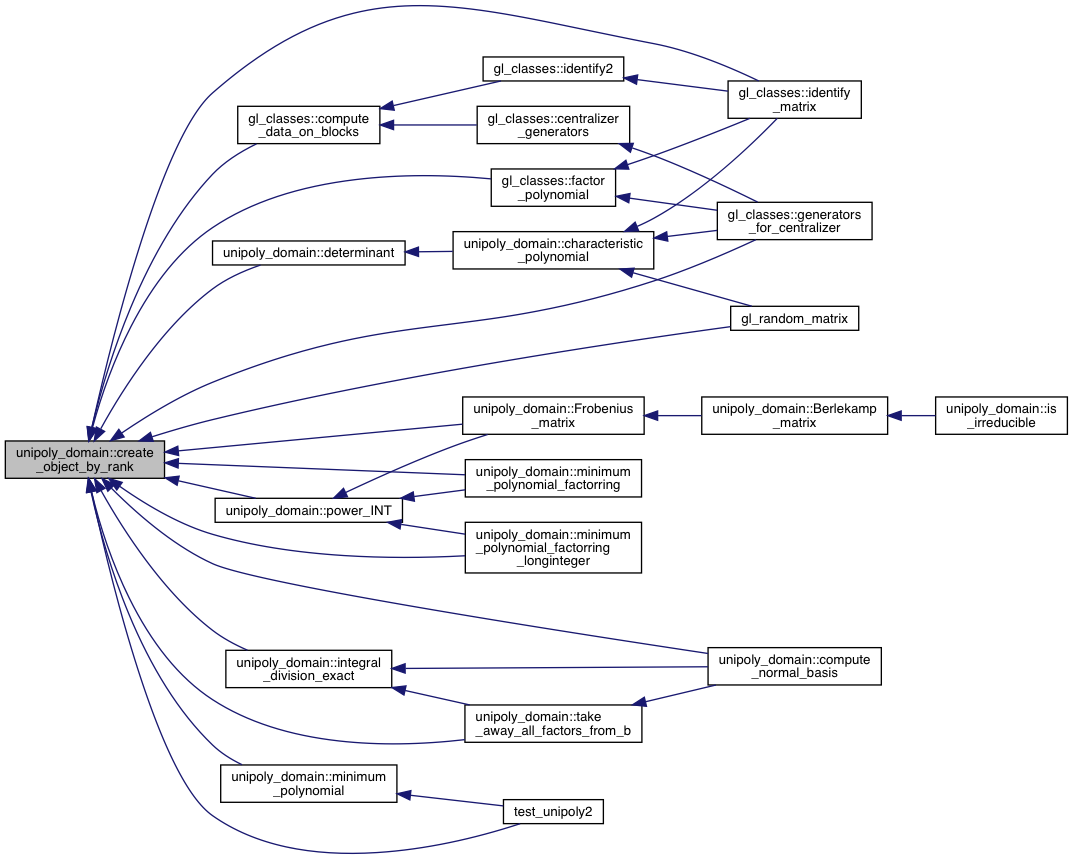 gl_classes::identify2
gl_classes::identify
_matrix
gl_classes::compute
_data_on_blocks
gl_classes::centralizer
_generators
gl_classes::factor
_polynomial
gl_classes::generators
_for_centralizer
unipoly_domain::determinant
unipoly_domain::characteristic
_polynomial
gl_random_matrix
unipoly_domain::Frobenius
_matrix
unipoly_domain::Berlekamp
_matrix
unipoly_domain::is
_irreducible
unipoly_domain::create
_object_by_rank
unipoly_domain::minimum
_polynomial_factorring
unipoly_domain::power_INT
unipoly_domain::minimum
_polynomial_factorring
_longinteger
unipoly_domain::integral
_division_exact
unipoly_domain::compute
_normal_basis
unipoly_domain::take
_away_all_factors_from_b
unipoly_domain::minimum
_polynomial
test_unipoly2